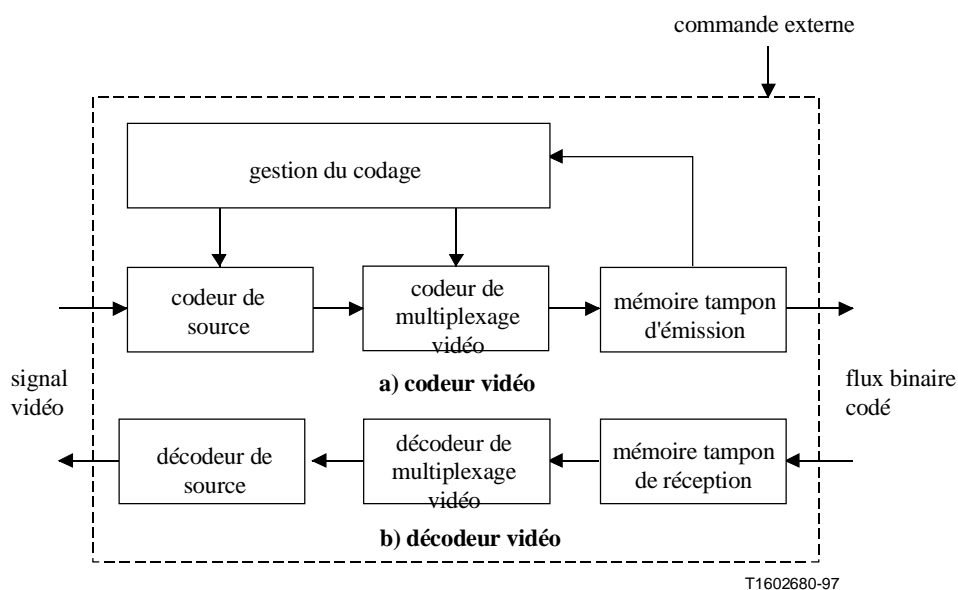 commande externe
gestion du codage
codeur de
source
codeur de
multiplexage
vidéo
mémoire tampon
d'émission
a) codeur vidéo
signal
vidéo
flux binaire
codé
décodeur de
source
décodeur de
multiplexage
vidéo
mémoire tampon
de réception
b) décodeur vidéo
T1602680-97